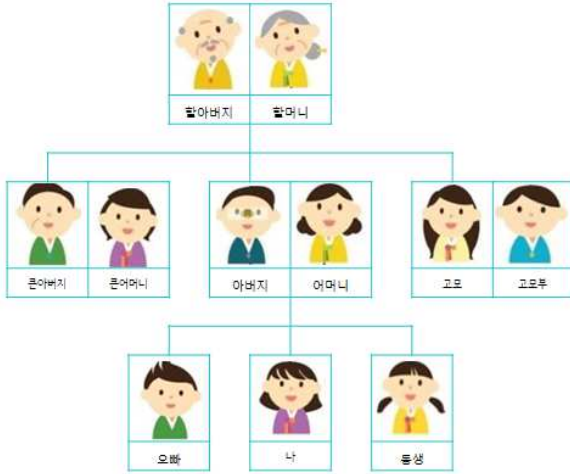 할아버지 할머니
큰아버지 큰어머니 아버지 어머니 고모 고모부
오빠 나 동생